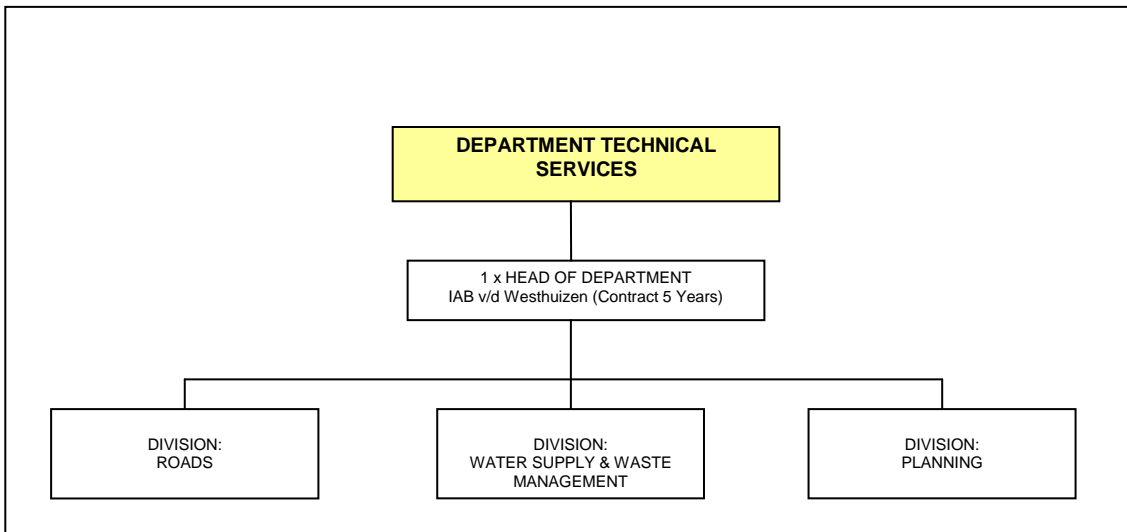 DEPARTMENT TECHNICAL
SERVICES
1 x HEAD OF DEPARTMENT
IAB v/d Westhuizen (Contract 5 Years)
DIVISION:
ROADS
DIVISION:
WATER SUPPLY & WASTE
MANAGEMENT
DIVISION:
PLANNING